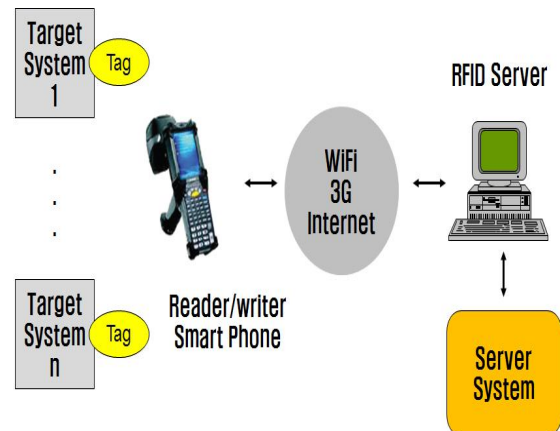 Target
System
1
Tag
.
.
.
Target
System
n
Tag
Reader/writer
Smart Phone
WiFi
3G
Internet
RFID Server
Server
System